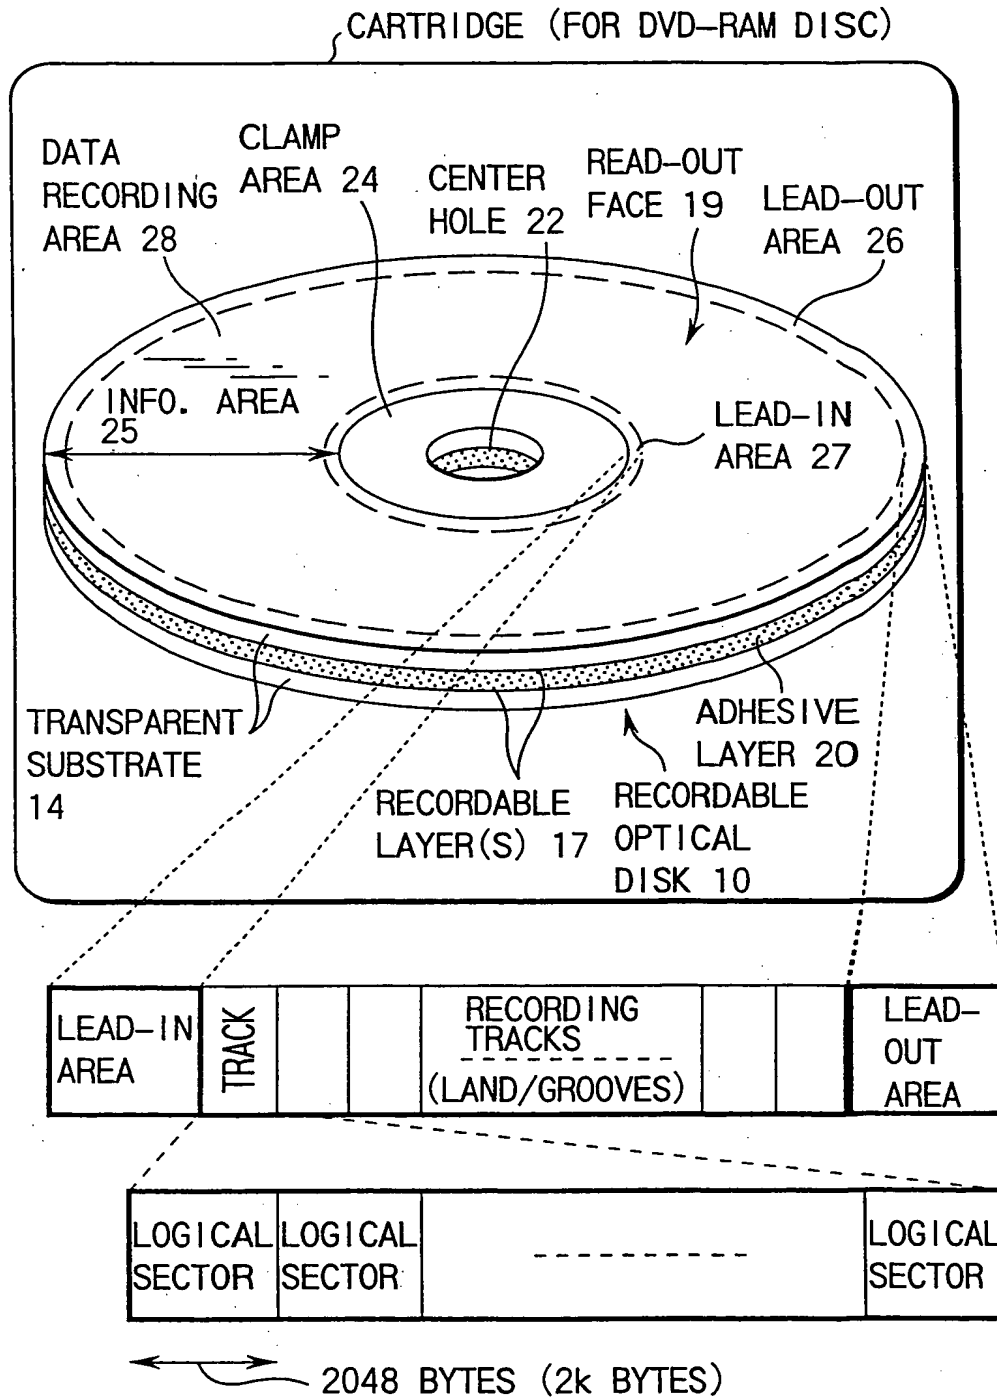 CARTRIDGE (FOR DVD-RAM DISC)
DATA
RECORDING
AREA 28
CLAMP
AREA 24
CENTER
HOLE 22
READ-OUT
FACE 19
LEAD-OUT
AREA 26
INFO. AREA
25
LEAD-IN
AREA 27
TRANSPARENT
SUBSTRATE
14
RECORDABLE
LAYER(S) 17
ADHESIVE
LAYER 20
RECORDABLE
OPTICAL
DISK 10
LEAD-IN
AREA
TRACK
RECORDING
TRACKS
(LAND/GROOVES)
LEAD-
OUT
AREA
LOGICAL
SECTOR
LOGICAL
SECTOR
LOGICAL
SECTOR
2048 BYTES (2k BYTES)